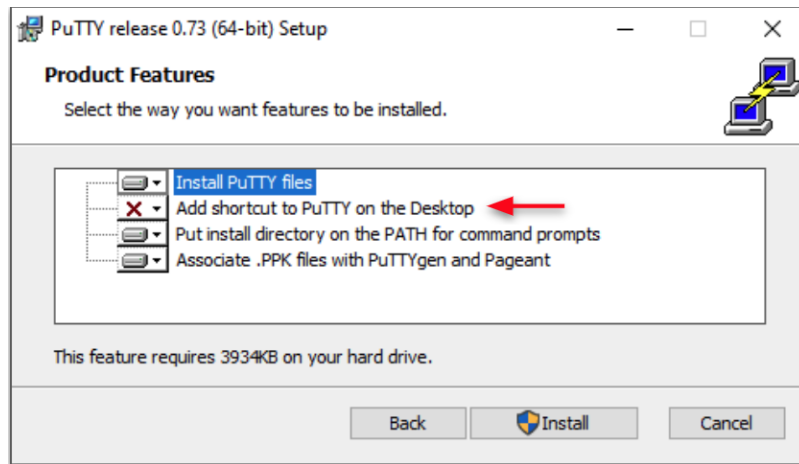 PuTTY release 0.73 (64-bit) Setup
Product Features
Select the way you want features to be installed.
Install PuTTY files
Add shortcut to PuTTY on the Desktop
Put install directory on the PATH for command prompts
Associate .PPK files with PuTTYgen and Pageant
This feature requires 3934KB on your hard drive.
Back Install Cancel